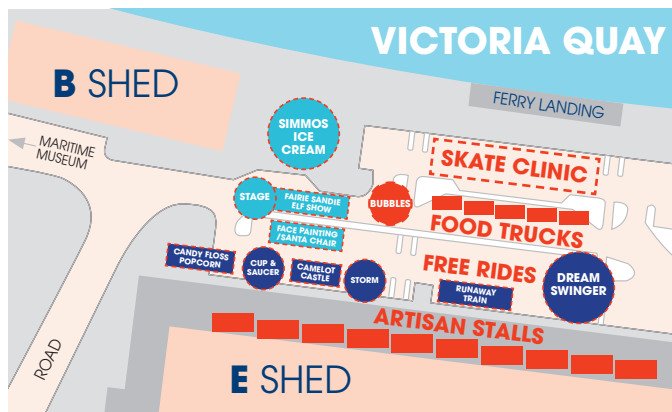 VICTORIA QUAY
B SHED
FERRY LANDING
SIMMOS
ICE
CREAM
MARITIME
MUSEUM
SKATE CLINIC
STAGE
FAIRIE SANDIE
ELF SHOW
BUBBLES
FOOD TRUCKS
FACE PAINTING
/SANTA CHAIR
CANDY FLOSS
POPCORN
CUP &
SAUCER
CAMELOT
CASTLE
STORM
FREE RIDES
RUNAWAY
TRAIN
DREAM
SWINGER
ARTISAN STALLS
ROAD
E SHED